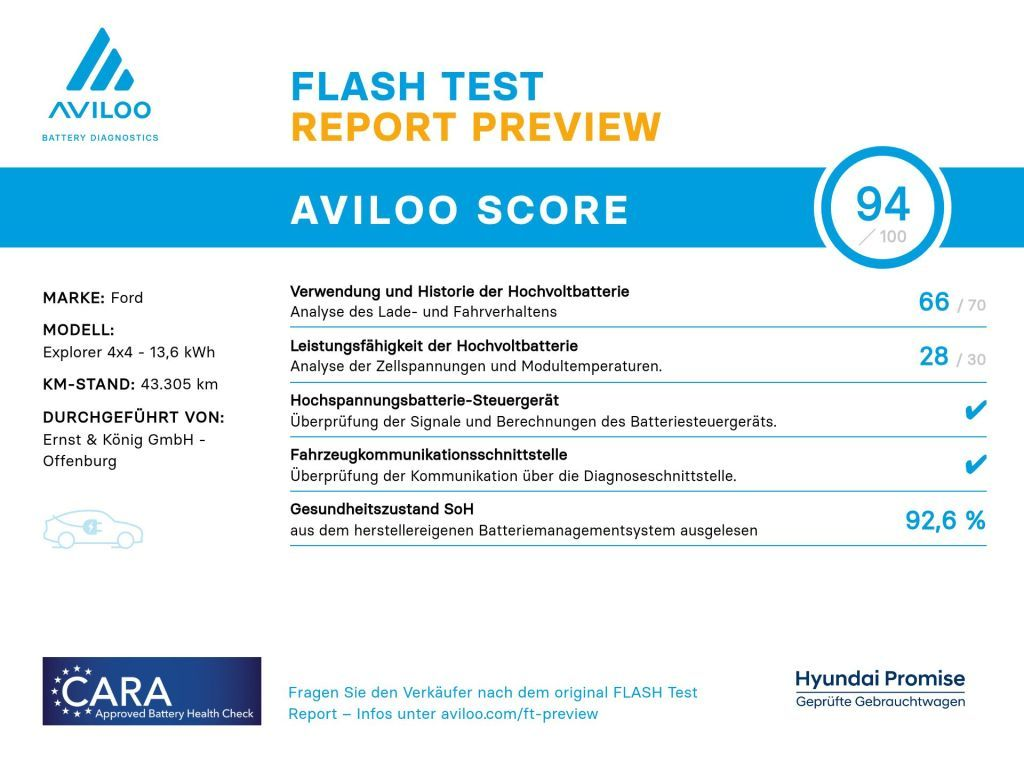 AVILOO
BATTERY DIAGNOSTICS
FLASH TEST
REPORT PREVIEW
AVILOO SCORE
94
/ 100
MARKE: Ford
MODELL:
Explorer 4x4 - 13,6 kWh
KM-STAND: 43.305 km
DURCHGEFÜHRT VON:
Ernst & König GmbH -
Offenburg
Verwendung und Historie der Hochvoltbatterie
Analyse des Lade- und Fahrverhaltens
66 / 70
Leistungsfähigkeit der Hochvoltbatterie
Analyse der Zellspannungen und Modultemperaturen.
28 / 30
Hochspannungsbatterie-Steuergerät
Überprüfung der Signale und Berechnungen des Batteriesteuergeräts.
✔
Fahrzeugkommunikationsschnittstelle
Überprüfung der Kommunikation über die Diagnoseschnittstelle.
✔
Gesundheitszustand SoH
aus dem herstellereigenen Batteriemanagementsystem ausgelesen
92,6 %
CARA
Approved Battery Health Check
Fragen Sie den Verkäufer nach dem original FLASH Test
Report – Infos unter aviloo.com/ft-preview
Hyundai Promise
Geprüfte Gebrauchtwagen